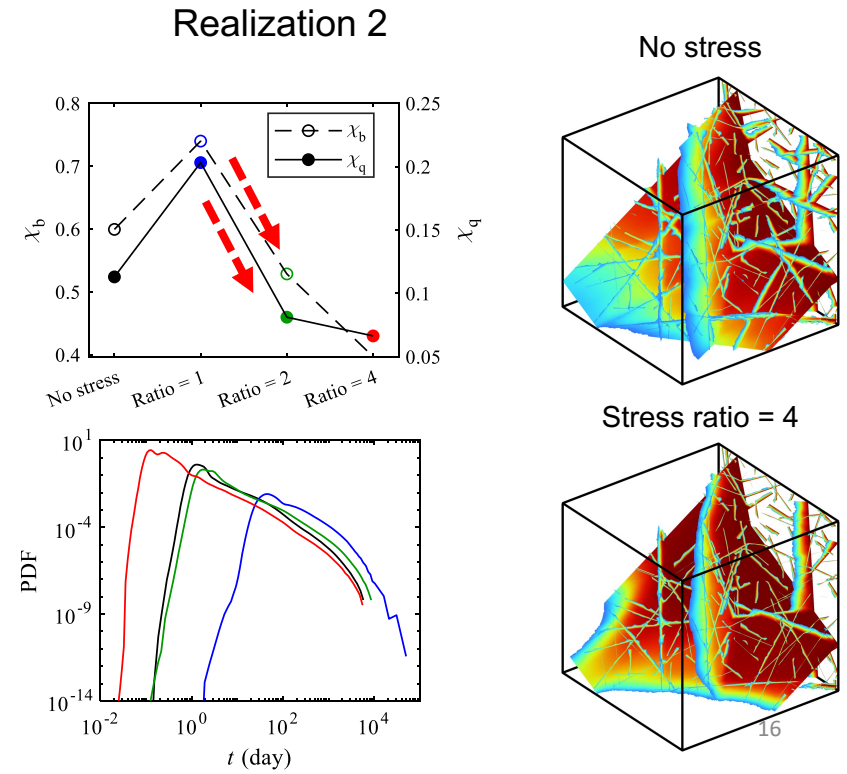 Realization 2
0.8
0.7
0.6
0.5
0.4
χb
0.25
0.2
0.15
0.1
0.05
χq
χb
χq
No stress
Ratio = 1
Ratio = 2
Ratio = 4
10^1
10^-4
10^-9
10^-14
PDF
10^-2
10^0
10^2
10^4
t (day)
No stress
Stress ratio = 4
16